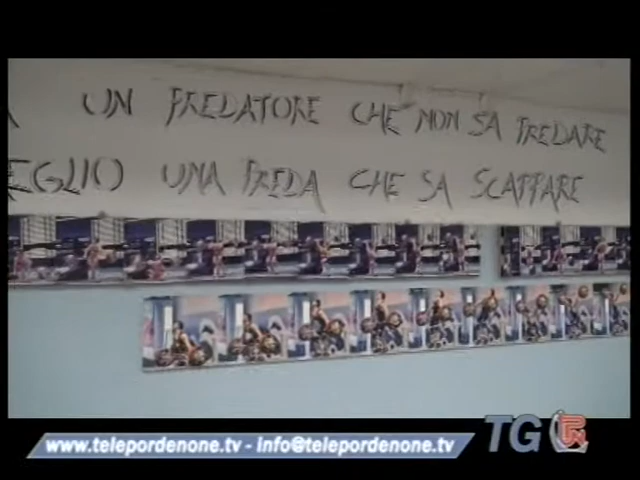 UN PREDATORE CHE NON SA PREDARE
EGLIO UNA PREDA CHE SA SCAPPARE
www.telepordenone.tv - info@telepordenone.tv
TG PN